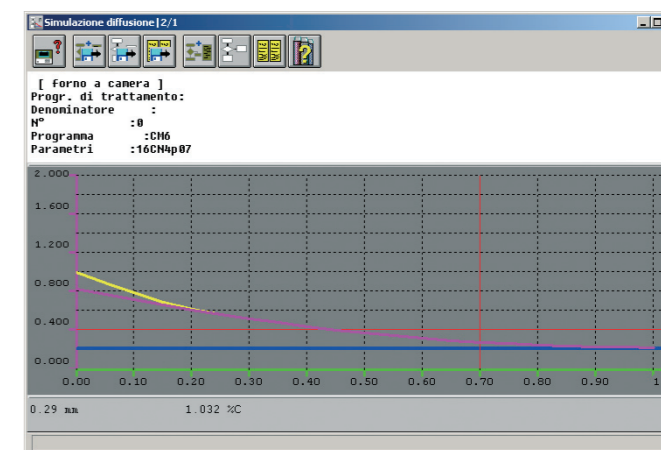 Simulazione diffusione|2/1
[ forno a camera ]
Progr. di trattamento:
Denominatore :
N° :0
Programma :CM6
Parametri :16CN4p07
2.000
1.600
1.200
0.800
0.400
0.000
0.00 0.10 0.20 0.30 0.40 0.50 0.60 0.70 0.80 0.90 1
0.29 mm 1.032 %C